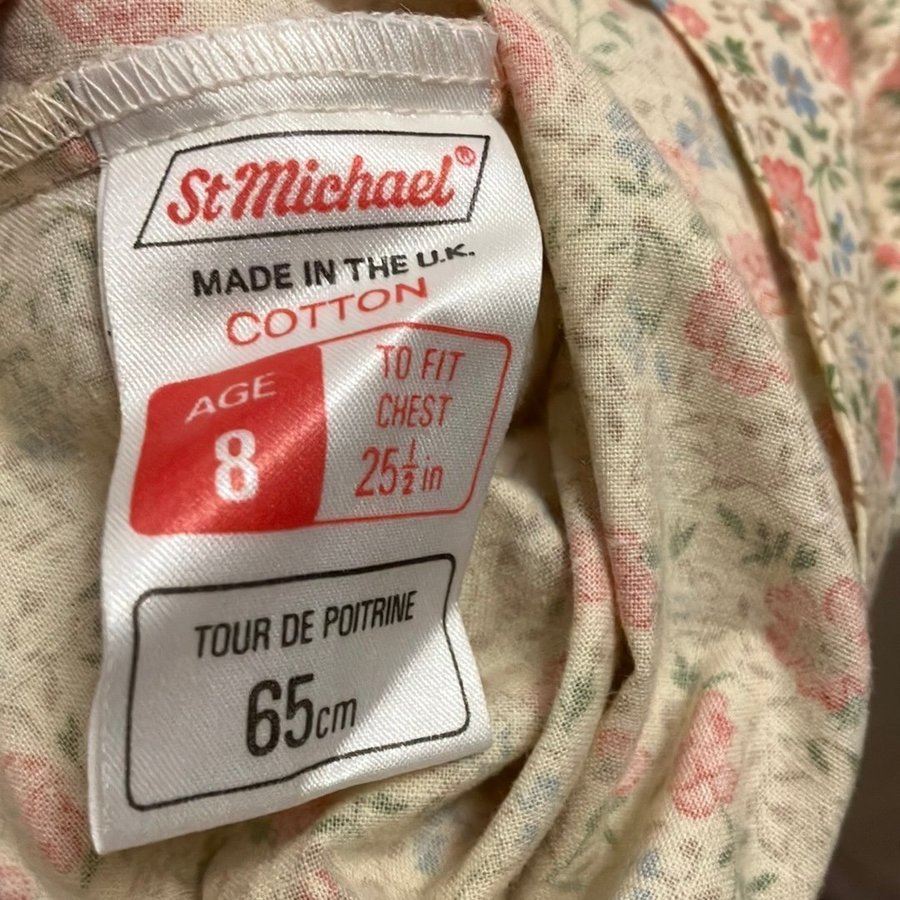 St Michael®
MADE IN THE U.K.
COTTON
AGE
8
TO FIT
CHEST
25½ in
TOUR DE POITRINE
65cm